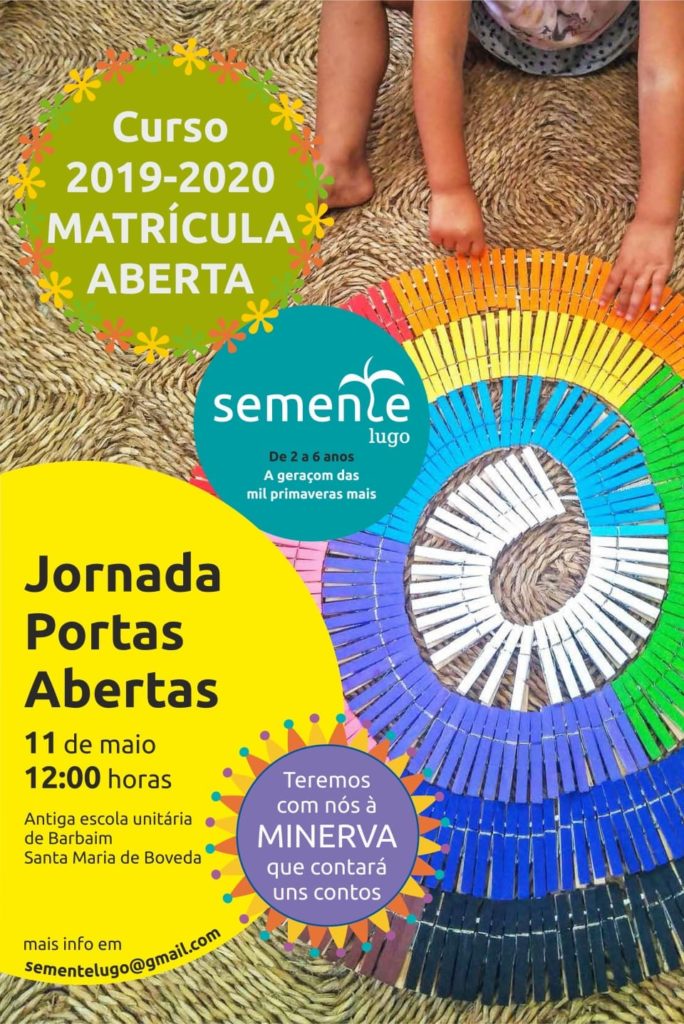 Curso
2019-2020
MATRÍCULA
ABERTA
semente
lugo
De 2 a 6 anos
A geraçom das
mil primaveras mais
Jornada
Portas
Abertas
11 de maio
12:00 horas
Antiga escola unitária
de Barbaim
Santa Maria de Boveda
Teremos
com nós à
MINERVA
que contará
uns contos
mais info em
sementelugo@gmail.com